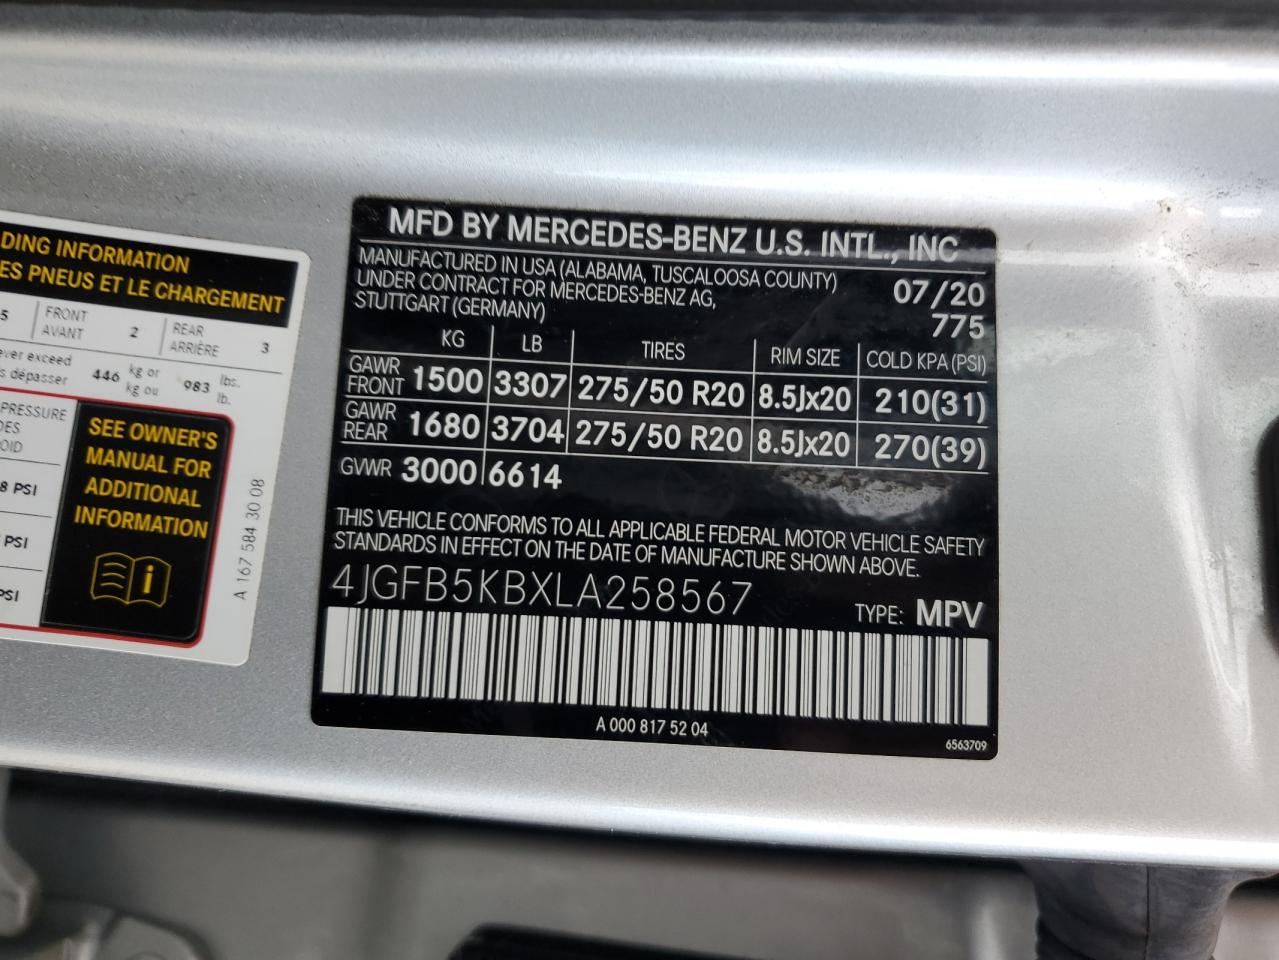 DING INFORMATION
ES PNEUS ET LE CHARGEMENT
5 FRONT AVANT 2 REAR ARRIÈRE 3
ever exceed
s dépasser 446 kg or kg ou 983 lbs. lb.
PRESSURE
DES
OID
8 PSI
PSI
PSI
SEE OWNER'S
MANUAL FOR
ADDITIONAL
INFORMATION
i
A 167 584 30 08
MFD BY MERCEDES-BENZ U.S. INTL., INC
MANUFACTURED IN USA (ALABAMA, TUSCALOOSA COUNTY)
UNDER CONTRACT FOR MERCEDES-BENZ AG,
STUTTGART (GERMANY)
07/20
775
KG LB TIRES RIM SIZE COLD KPA (PSI)
GAWR FRONT 1500 3307 275/50 R20 8.5Jx20 210(31)
GAWR REAR 1680 3704 275/50 R20 8.5Jx20 270(39)
GVWR 3000 6614
THIS VEHICLE CONFORMS TO ALL APPLICABLE FEDERAL MOTOR VEHICLE SAFETY
STANDARDS IN EFFECT ON THE DATE OF MANUFACTURE SHOWN ABOVE.
4JGFB5KBXLA258567
TYPE: MPV
A 000 817 52 04
6563709